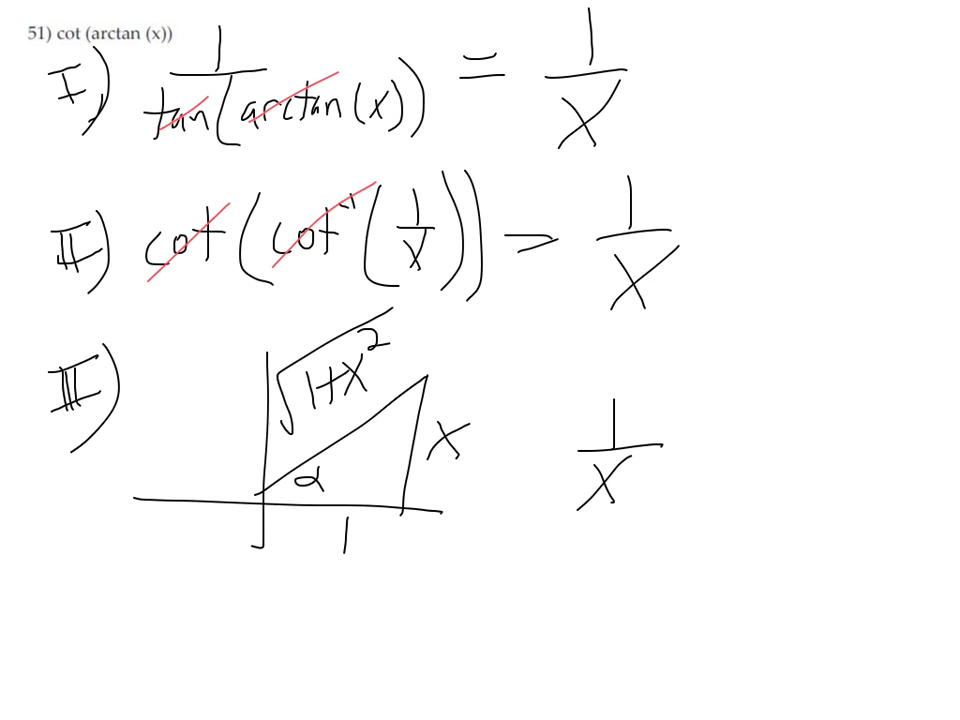 51) cot (arctan (x))
I) 1/tan(arctan(x)) = 1/x
II) cot(cot⁻¹(1/x)) = 1/x
III) √1+x² x 1/x
α
1